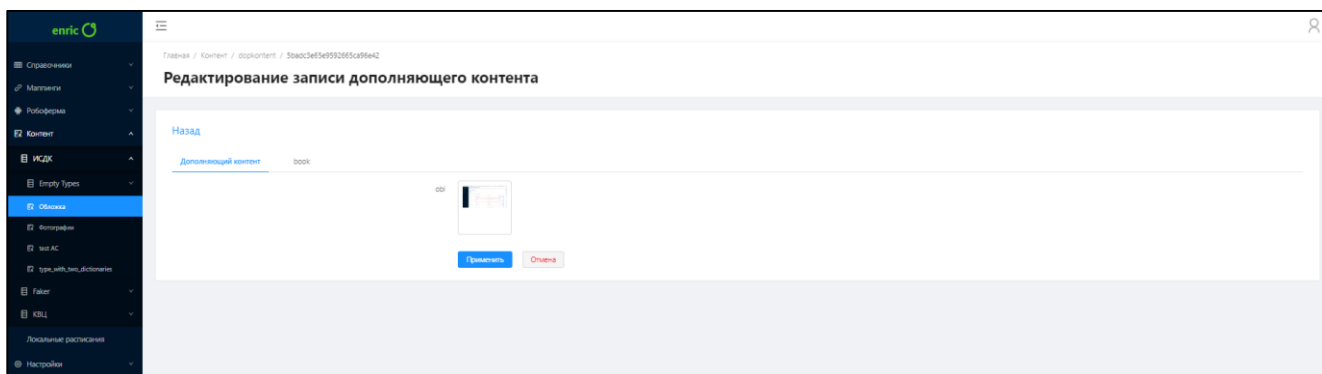 enric
Справочники
Маппинги
Робоферма
Контент
ИСДК
Empty Types
Обложка
Фотографии
test AC
type_with_two_dictionaries
Faker
КВЦ
Локальные расписания
Настройки
Главная / Контент / dopkontent / 5badc3e65e9592665ca96e42
Редактирование записи дополняющего контента
Назад
Дополняющий контент book
obl
Применить Отмена